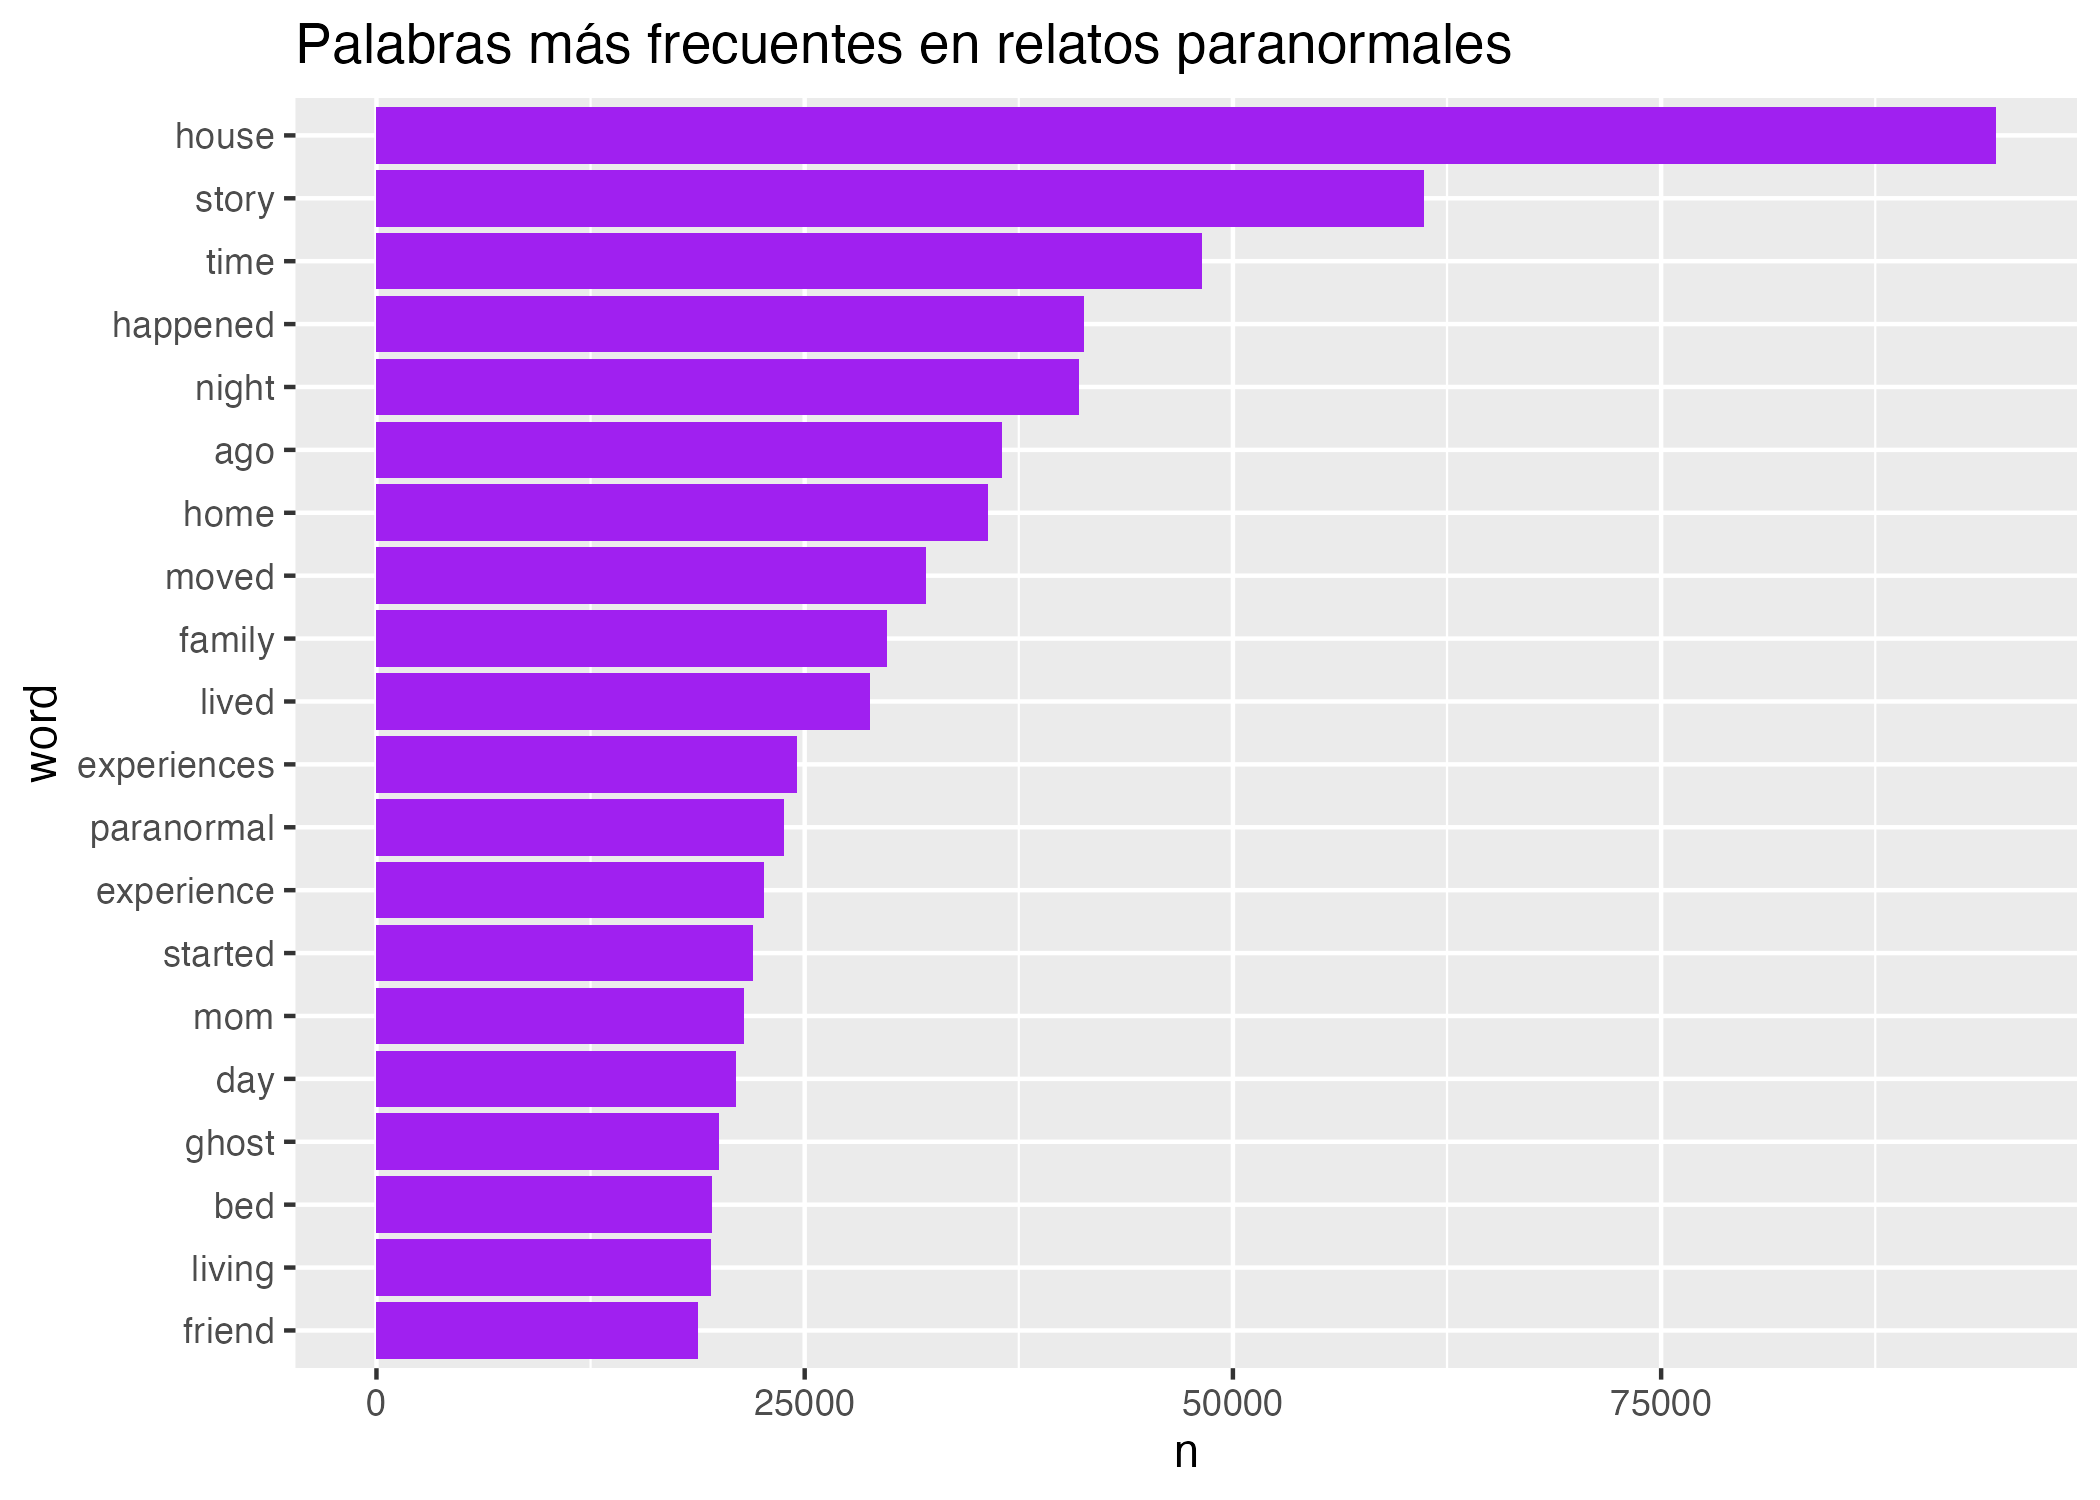 Palabras más frecuentes en relatos paranormales
house
story
time
happened
night
ago
home
moved
family
lived
experiences
paranormal
experience
started
mom
day
ghost
bed
living
friend
word
0 25000 50000 75000
n